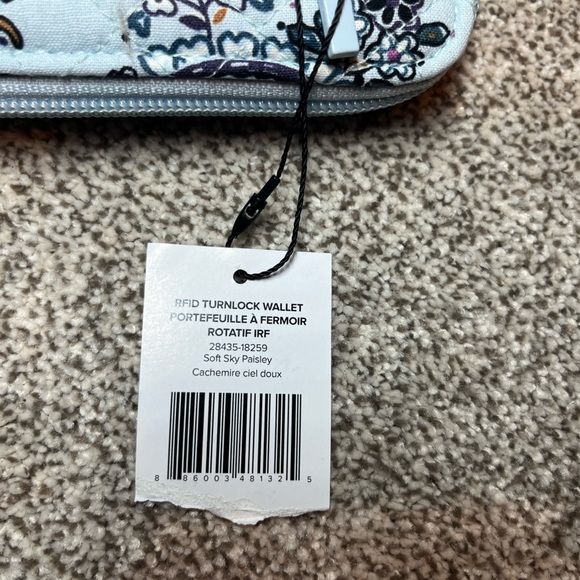 RFID TURNLOCK WALLET
PORTEFEUILLE À FERMOIR
ROTATIF IRF
28435-18259
Soft Sky Paisley
Cachemire ciel doux
8 86003 48132 5